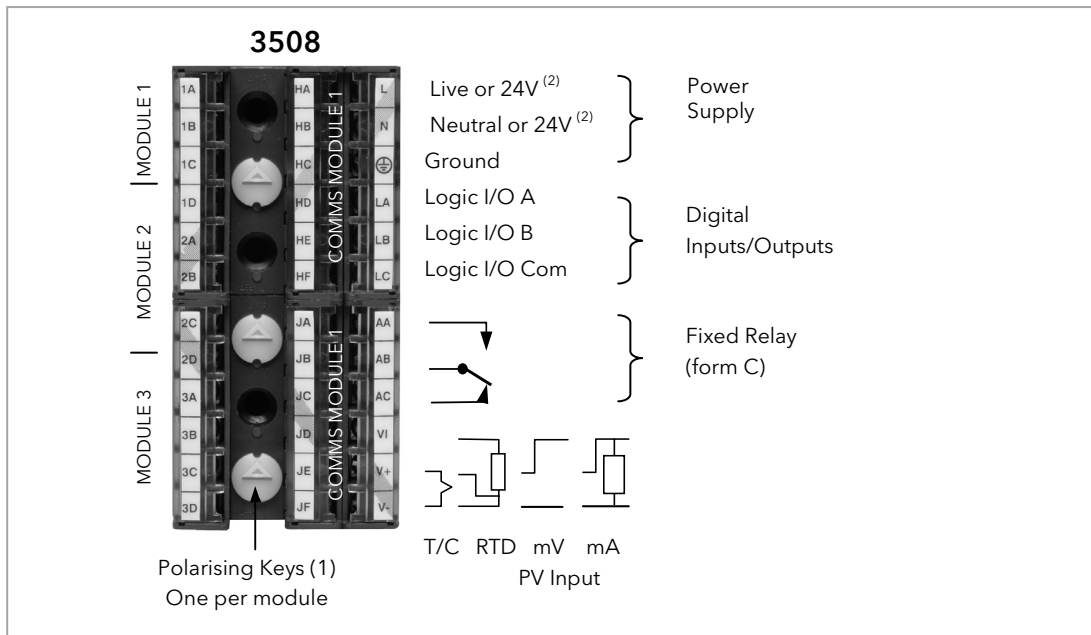 3508
MODULE 1
MODULE 2
MODULE 3
1A
1B
1C
1D
2A
2B
2C
2D
3A
3B
3C
3D
HA
HB
HC
HD
HE
HF
COMMS MODULE 1
JA
JB
JC
JD
JE
JF
COMMS MODULE 1
L
N
LA
LB
LC
AA
AB
AC
VI
V+
V-
Live or 24V (2)
Neutral or 24V (2)
Ground
Power
Supply
Logic I/O A
Logic I/O B
Logic I/O Com
Digital
Inputs/Outputs
Fixed Relay
(form C)
T/C RTD mV mA
PV Input
Polarising Keys (1)
One per module